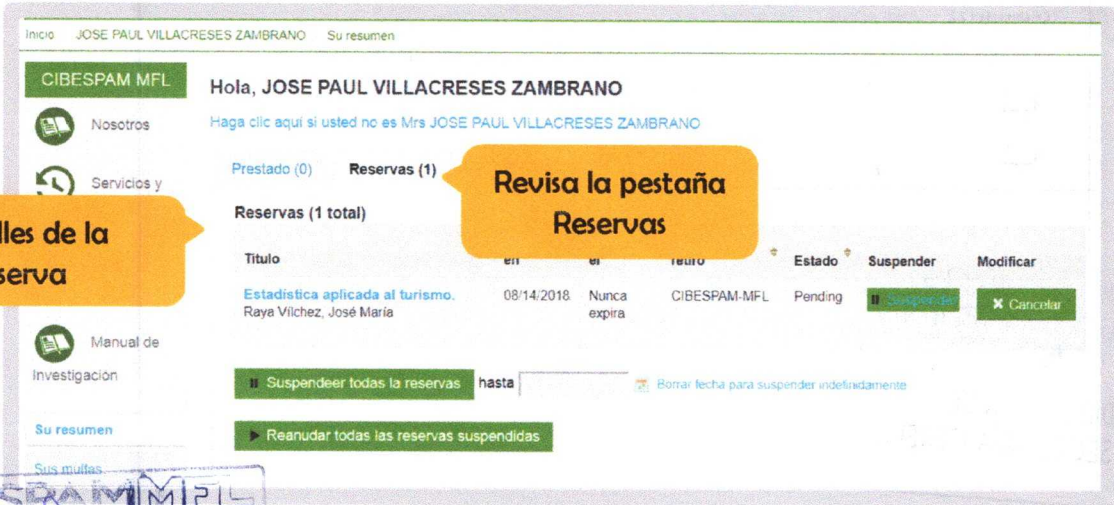 Inicio JOSE PAUL VILLACRESES ZAMBRANO Su resumen
CIBESPAM MFL
Nosotros
Servicios y
Manual de
Investigacion
Su resumen
Sus multas
Hola, JOSE PAUL VILLACRESES ZAMBRANO
Haga clic aquí si usted no es Mrs JOSE PAUL VILLACRESES ZAMBRANO
Prestado (0) Reservas (1)
Revisa la pestaña
Reservas
lles de la
serva
Reservas (1 total)
Título en el retiro Estado Suspender Modificar
Estadística aplicada al turismo. 08/14/2018 Nunca CIBESPAM-MFL Pending Suspender Cancelar
Raya Vílchez, José María expira
Suspendeer todas la reservas hasta Borrar fecha para suspender indefinidamente
Reanudar todas las reservas suspendidas